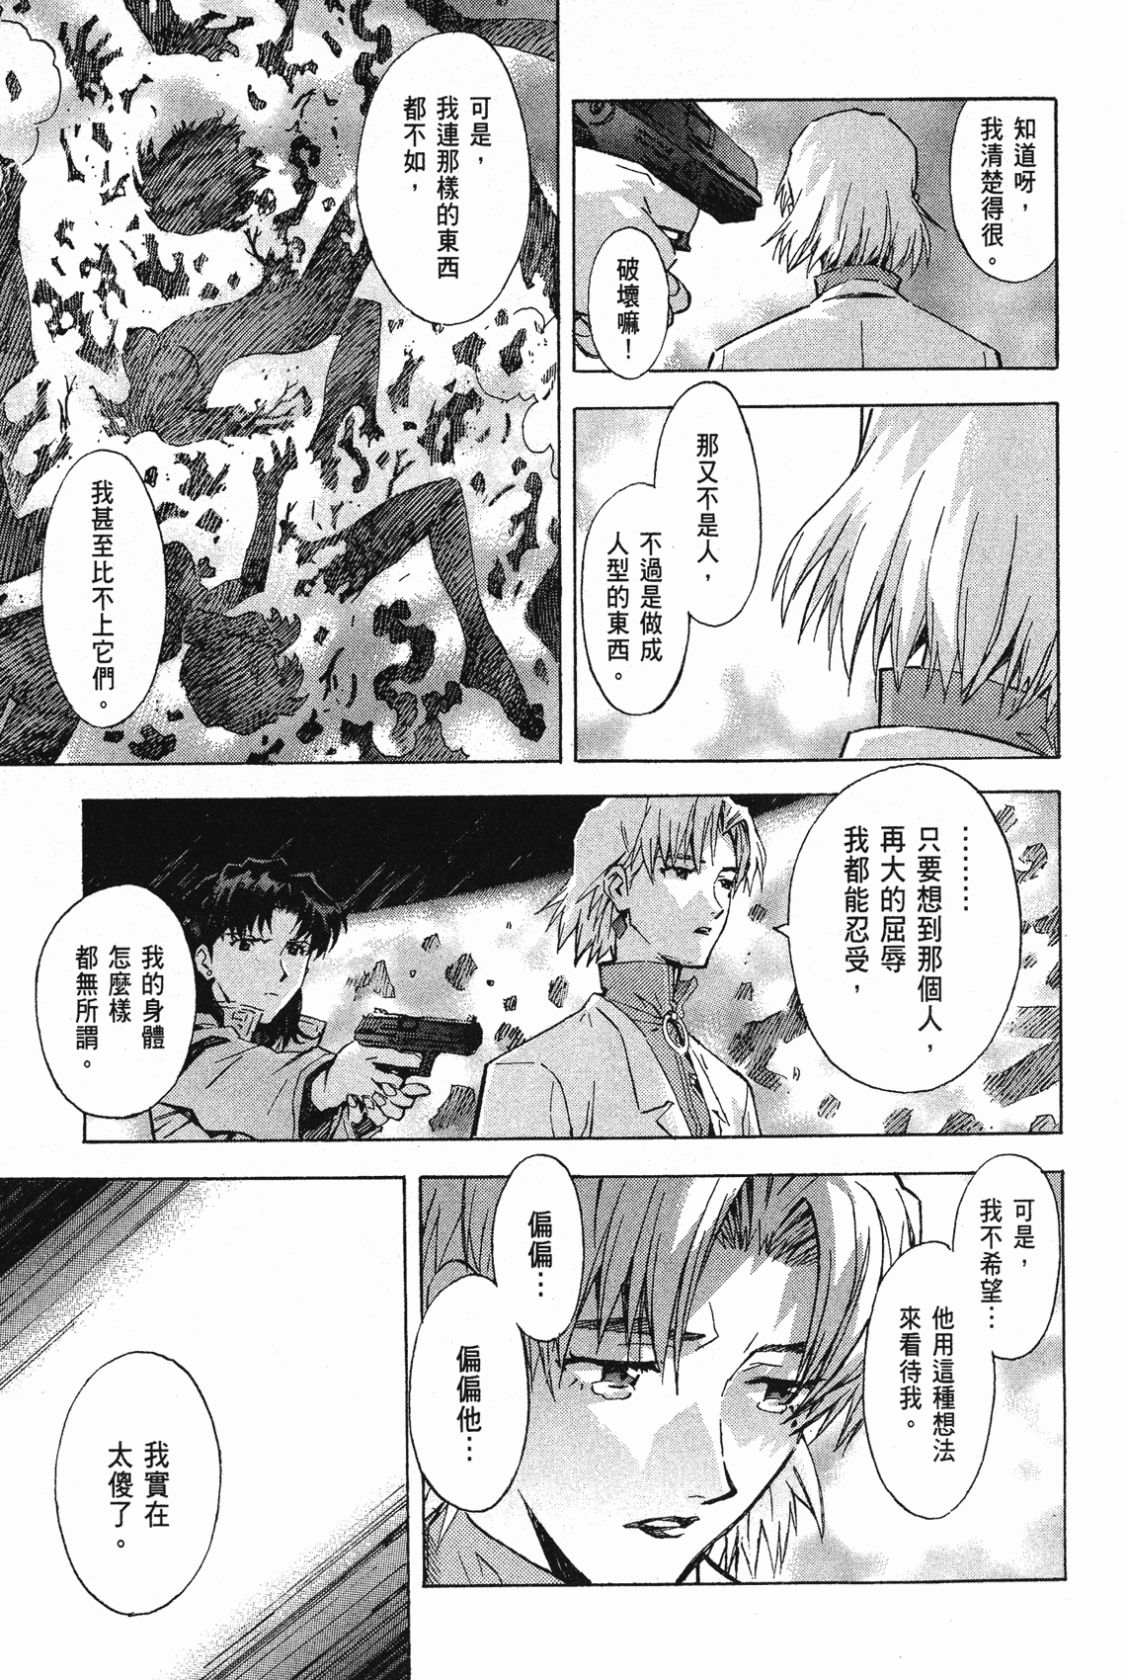 知道呀，
我清楚得很。
破壞嘛！
那又不是人，
不過是做成
人型的東西。
可是，
我連那樣的東西
都不如，
我甚至比不上它們。
………
只要想到那個人，
再大的屈辱
我都能忍受，
我的身體
怎麼樣
都無所謂。
可是，
我不希望…
他用這種想法
來看待我。
偏偏…
偏偏他…
我實在
太傻了。